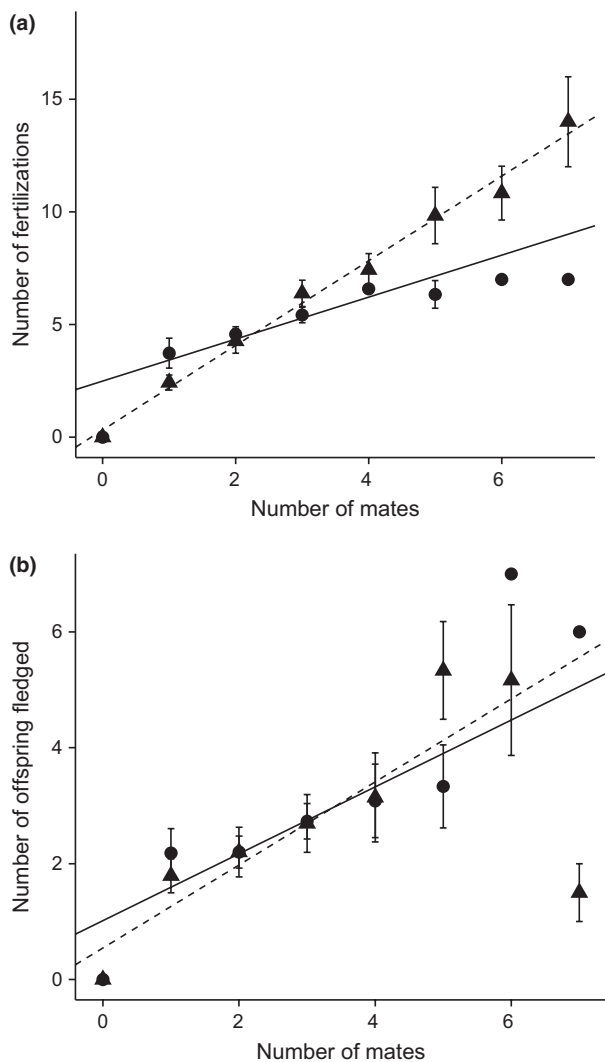 (a)
Number of fertilizations
15
10
5
0
0 2 4 6
Number of mates
(b)
Number of offspring fledged
6
4
2
0
0 2 4 6
Number of mates